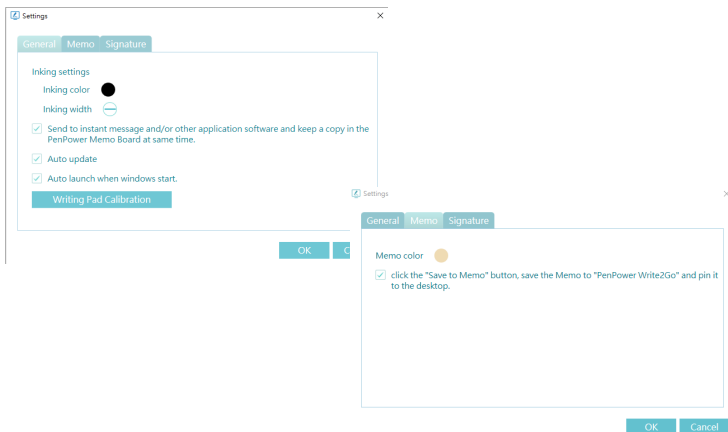 Settings
General Memo Signature
Inking settings
Inking color
Inking width
Send to instant message and/or other application software and keep a copy in the
PenPower Memo Board at same time.
Auto update
Auto launch when windows start.
Writing Pad Calibration
OK C
Settings
General Memo Signature
Memo color
click the "Save to Memo" button, save the Memo to "PenPower Write2Go" and pin it
to the desktop.
OK Cancel